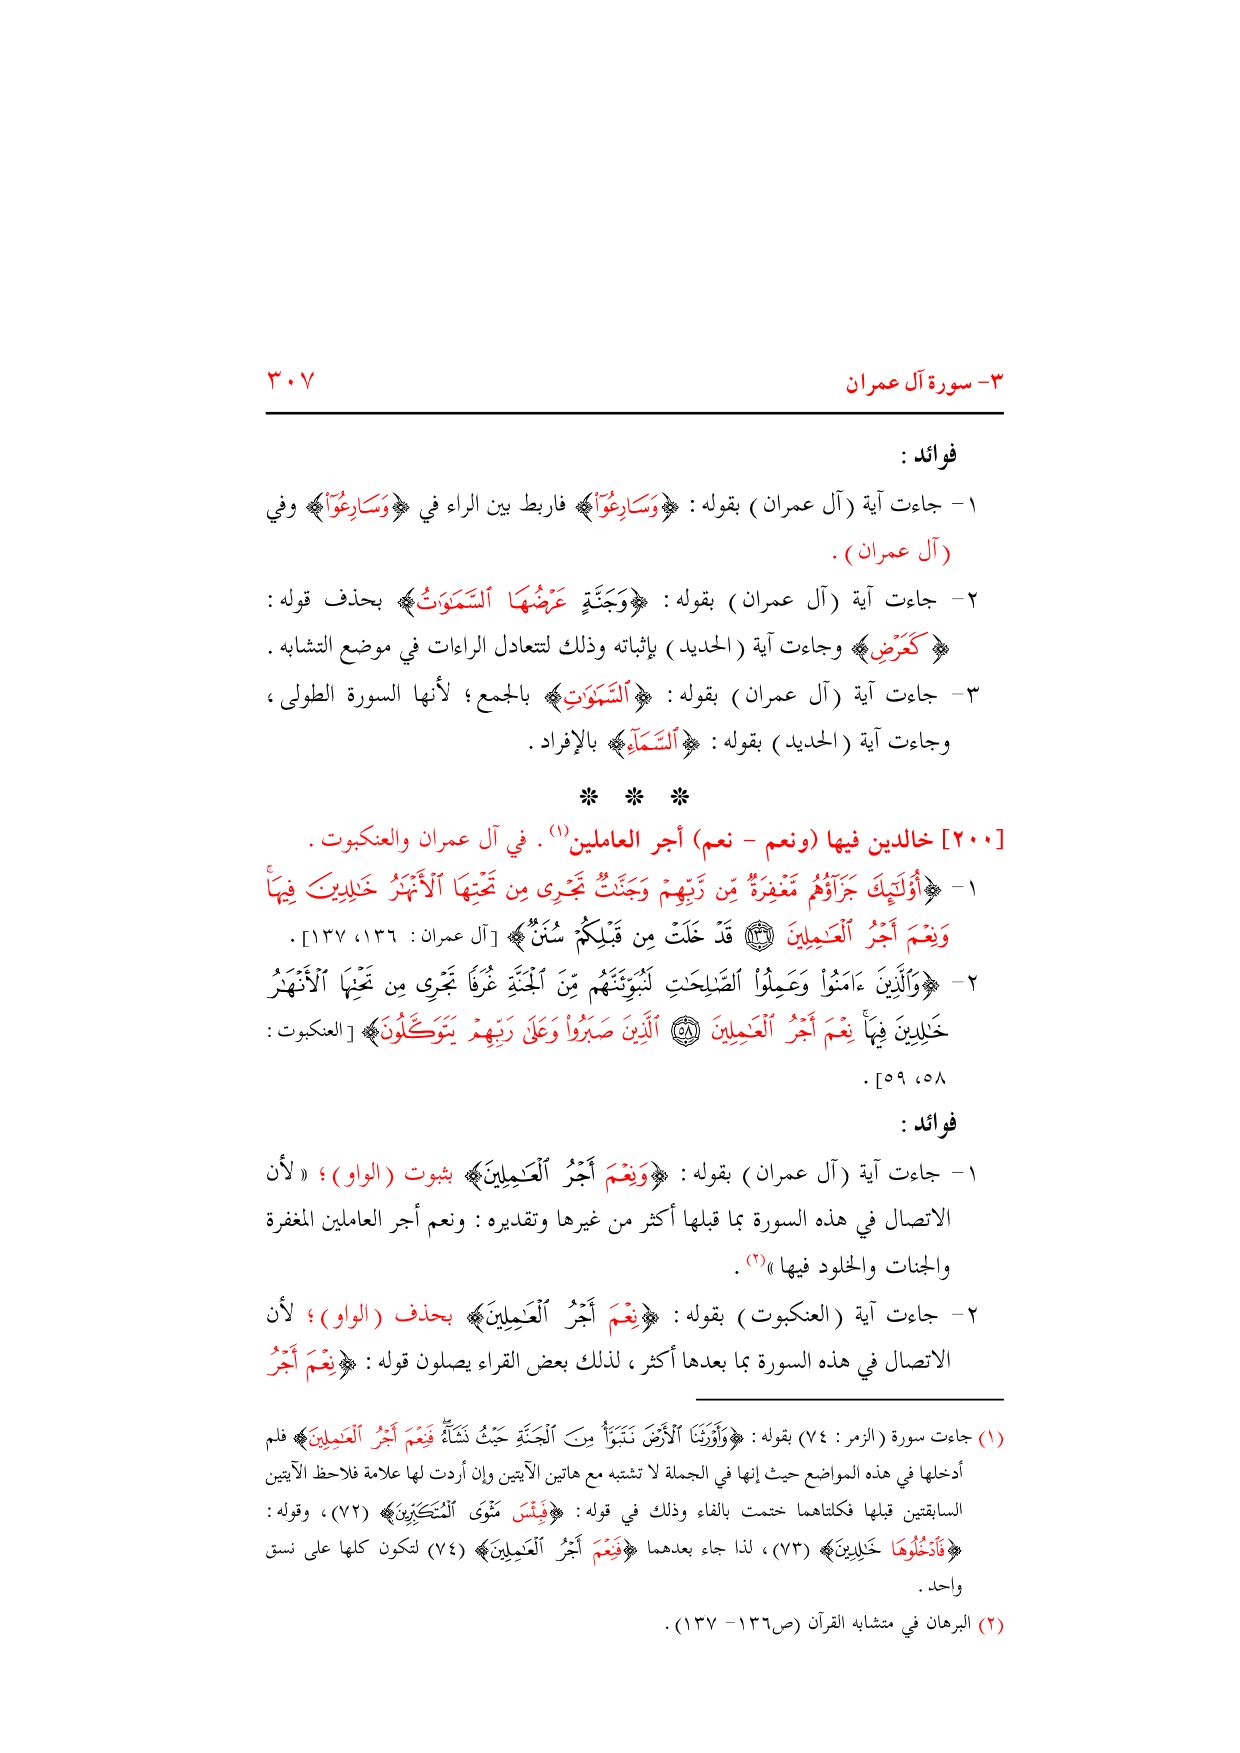 ٣- سورة آل عمران ٣٠٧
فوائد :
١- جاءت آية (آل عمران) بقوله : ﴿وَسَارِعُوٓا۟﴾ فاربط بين الراء في ﴿وَسَارِعُوٓا۟﴾ وفي
(آل عمران) .
٢- جاءت آية (آل عمران) بقوله : ﴿وَجَنَّةٍ عَرْضُهَا ٱلسَّمَٰوَٰتُ﴾ بحذف قوله :
﴿كَعَرْضِ﴾ وجاءت آية (الحديد) بإثباته وذلك لتتعادل الراءات في موضع التشابه .
٣- جاءت آية (آل عمران) بقوله : ﴿ٱلسَّمَٰوَٰتِ﴾ بالجمع؛ لأنها السورة الطولى ،
وجاءت آية (الحديد) بقوله : ﴿ٱلسَّمَآءِ﴾ بالإفراد .
❊ ❊ ❊
[٢٠٠] خالدين فيها (ونعم - نعم) أجر العاملين(١) . في آل عمران والعنكبوت .
١- ﴿أُو۟لَٰٓئِكَ جَزَآؤُهُم مَّغْفِرَةٌ مِّن رَّبِّهِمْ وَجَنَّٰتٌ تَجْرِى مِن تَحْتِهَا ٱلْأَنْهَٰرُ خَٰلِدِينَ فِيهَا ۚ
وَنِعْمَ أَجْرُ ٱلْعَٰمِلِينَ ١٣٦ قَدْ خَلَتْ مِن قَبْلِكُمْ سُنَنٌ﴾ [آل عمران : ١٣٦، ١٣٧] .
٢- ﴿وَٱلَّذِينَ ءَامَنُوا۟ وَعَمِلُوا۟ ٱلصَّٰلِحَٰتِ لَنُبَوِّئَنَّهُم مِّنَ ٱلْجَنَّةِ غُرَفًا تَجْرِى مِن تَحْتِهَا ٱلْأَنْهَٰرُ
خَٰلِدِينَ فِيهَا ۚ نِعْمَ أَجْرُ ٱلْعَٰمِلِينَ ٥٨ ٱلَّذِينَ صَبَرُوا۟ وَعَلَىٰ رَبِّهِمْ يَتَوَكَّلُونَ﴾ [العنكبوت :
٥٨، ٥٩] .
فوائد :
١- جاءت آية (آل عمران) بقوله : ﴿وَنِعْمَ أَجْرُ ٱلْعَٰمِلِينَ﴾ بثبوت (الواو)؛ «لأن
الاتصال في هذه السورة بما قبلها أكثر من غيرها وتقديره : ونعم أجر العاملين المغفرة
والجنات والخلود فيها»(٢) .
٢- جاءت آية (العنكبوت) بقوله : ﴿نِعْمَ أَجْرُ ٱلْعَٰمِلِينَ﴾ بحذف (الواو)؛ لأن
الاتصال في هذه السورة بما بعدها أكثر ، لذلك بعض القراء يصلون قوله : ﴿نِعْمَ أَجْرُ
(١) جاءت سورة (الزمر : ٧٤) بقوله : ﴿وَأَوْرَثَنَا ٱلْأَرْضَ نَتَبَوَّأُ مِنَ ٱلْجَنَّةِ حَيْثُ نَشَآءُ ۖ فَنِعْمَ أَجْرُ ٱلْعَٰمِلِينَ﴾ فلم
أدخلها في هذه المواضع حيث إنها في الجملة لا تشتبه مع هاتين الآيتين وإن أردت لها علامة فلاحظ الآيتين
السابقتين قبلها فكلتاهما ختمت بالفاء وذلك في قوله : ﴿فَبِئْسَ مَثْوَى ٱلْمُتَكَبِّرِينَ﴾ (٧٢)، وقوله :
﴿فَٱدْخُلُوهَا خَٰلِدِينَ﴾ (٧٣)، لذا جاء بعدهما ﴿فَنِعْمَ أَجْرُ ٱلْعَٰمِلِينَ﴾ (٧٤) لتكون كلها على نسق
واحد .
(٢) البرهان في متشابه القرآن (ص١٣٦- ١٣٧) .